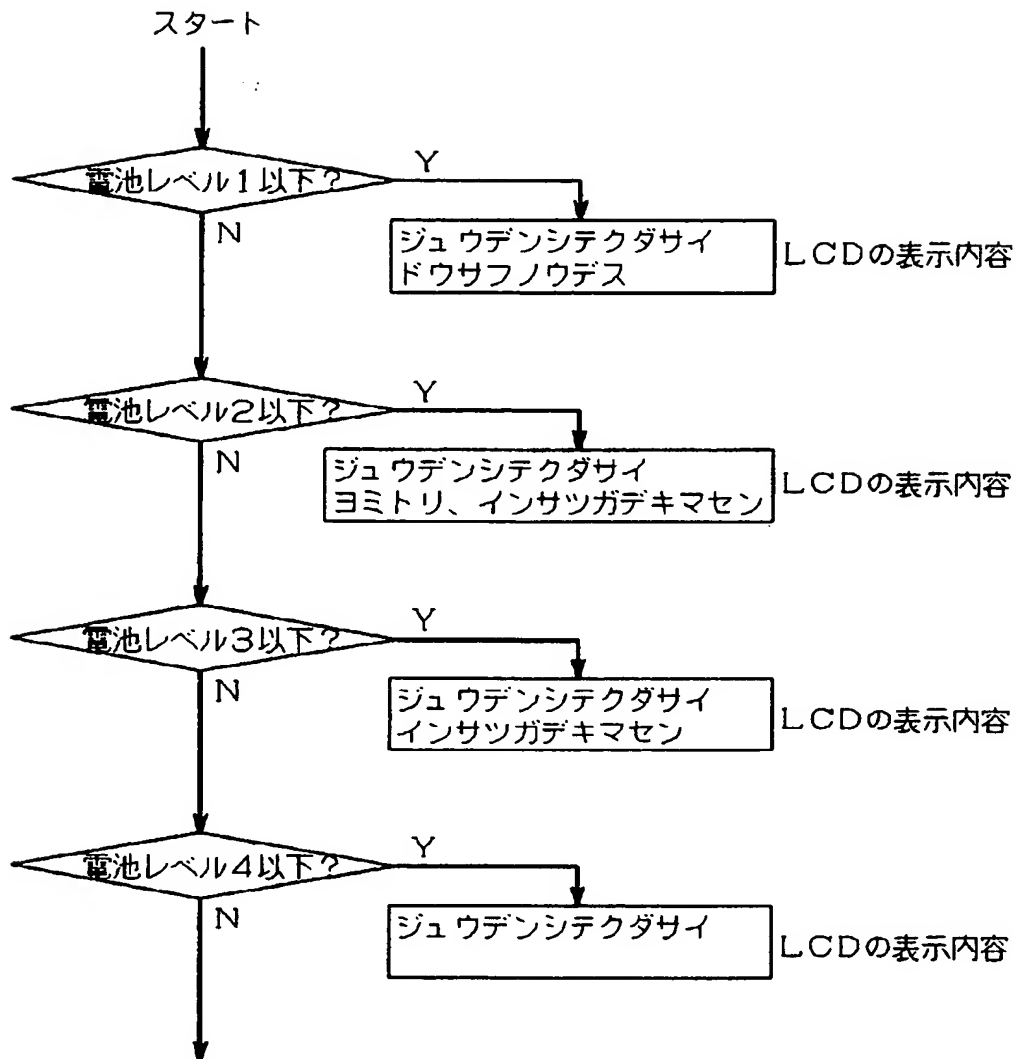 スタート
電池レベル1以下?
Y
N
ジュウデンシテクダサイ
ドウサフノウデス
LCDの表示内容
電池レベル2以下?
Y
N
ジュウデンシテクダサイ
ヨミトリ、インサツガデキマセン
LCDの表示内容
電池レベル3以下?
Y
N
ジュウデンシテクダサイ
インサツガデキマセン
LCDの表示内容
電池レベル4以下?
Y
N
ジュウデンシテクダサイ
LCDの表示内容